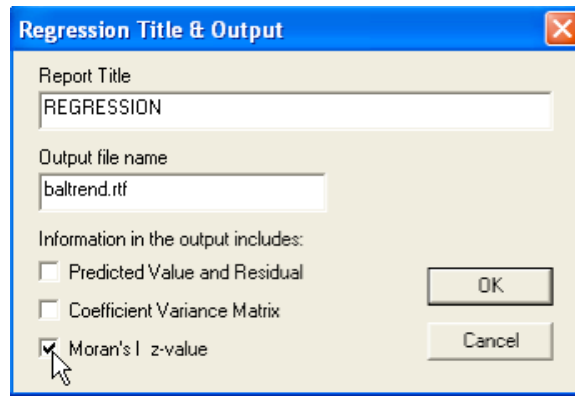 Regression Title & Output
Report Title
REGRESSION
Output file name
baltrend.rtf
Information in the output includes:
Predicted Value and Residual
Coefficient Variance Matrix
Moran's I z-value
OK
Cancel